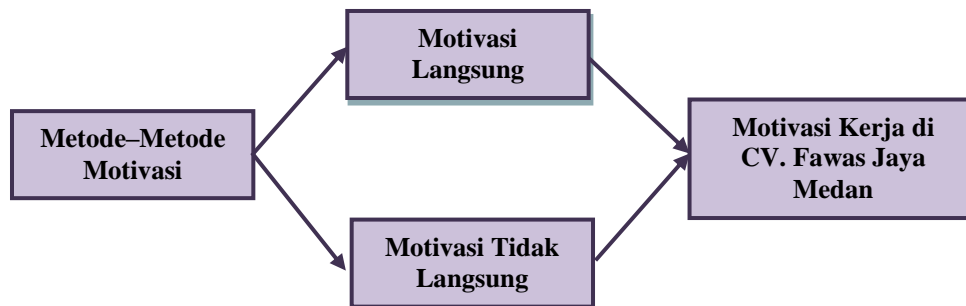 Motivasi
Langsung
Metode–Metode
Motivasi
Motivasi Kerja di
CV. Fawas Jaya
Medan
Motivasi Tidak
Langsung